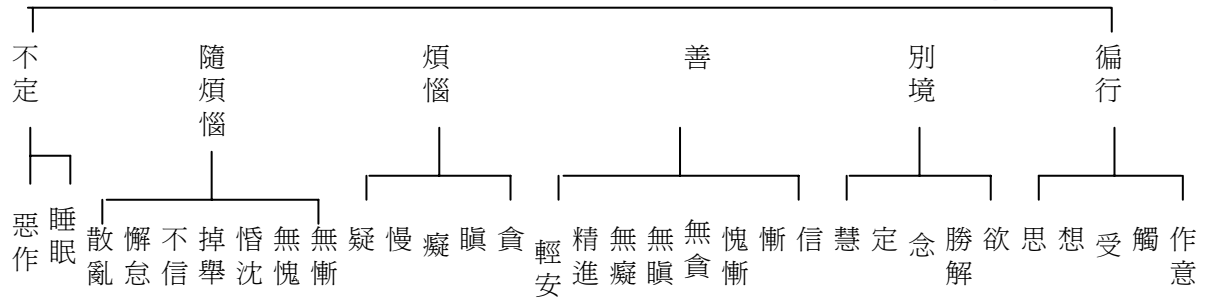 徧行
別境
善
煩惱
隨煩惱
不定
作意
觸
受
想
思
欲
勝解
念
定
慧
信
慚
愧慚
無貪
無瞋
無癡
精進
輕安
貪
瞋
癡
慢
疑
無慚
無愧
惛沈
掉舉
不信
懈怠
散亂
睡眠
惡作